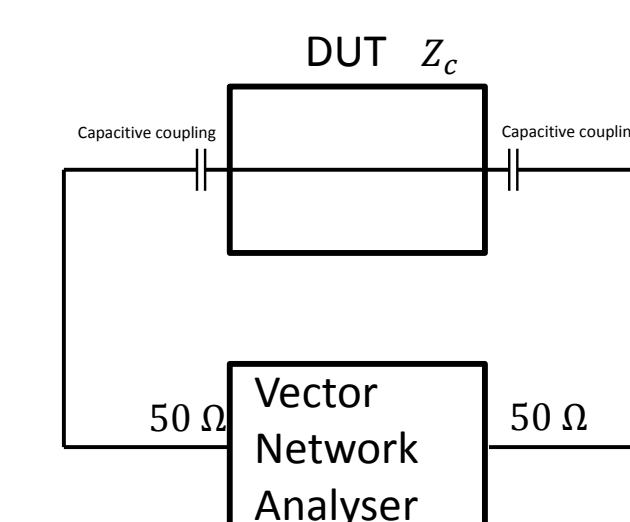 DUT Z_c
Capacitive coupling
Capacitive couplin
50 Ω
Vector
Network
Analyser
50 Ω